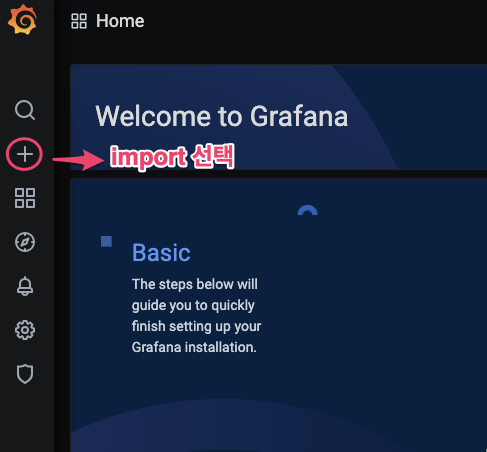 Home
Welcome to Grafana
import 선택
Basic
The steps below will
guide you to quickly
finish setting up your
Grafana installation.